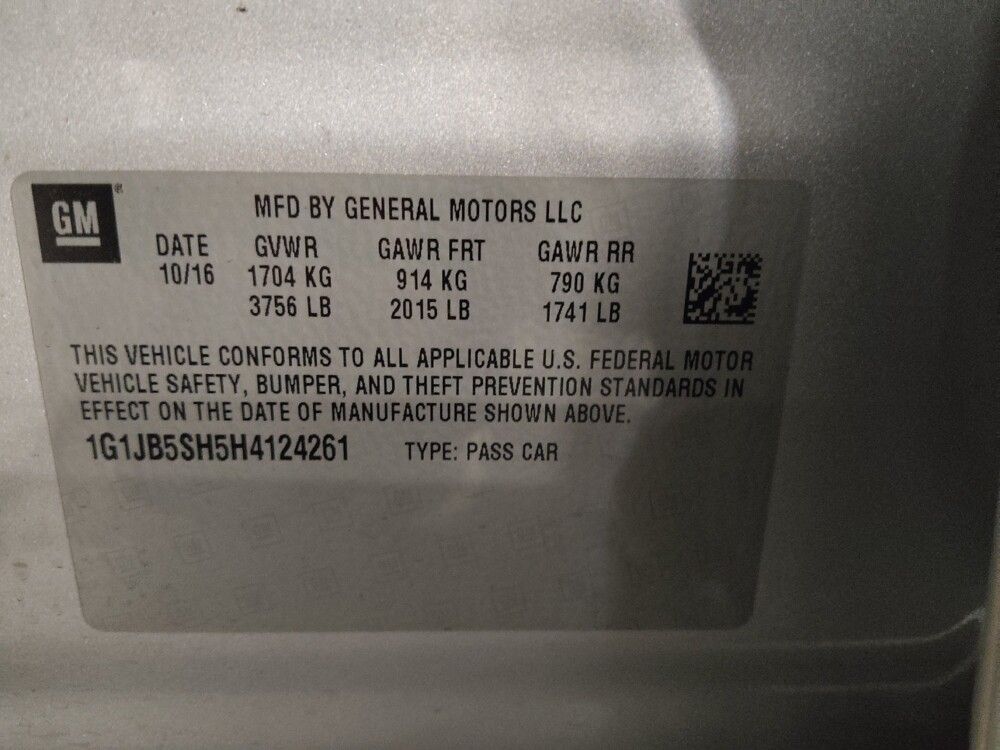 GM
MFD BY GENERAL MOTORS LLC
DATE GVWR GAWR FRT GAWR RR
10/16 1704 KG 914 KG 790 KG
3756 LB 2015 LB 1741 LB
THIS VEHICLE CONFORMS TO ALL APPLICABLE U.S. FEDERAL MOTOR
VEHICLE SAFETY, BUMPER, AND THEFT PREVENTION STANDARDS IN
EFFECT ON THE DATE OF MANUFACTURE SHOWN ABOVE.
1G1JB5SH5H4124261 TYPE: PASS CAR